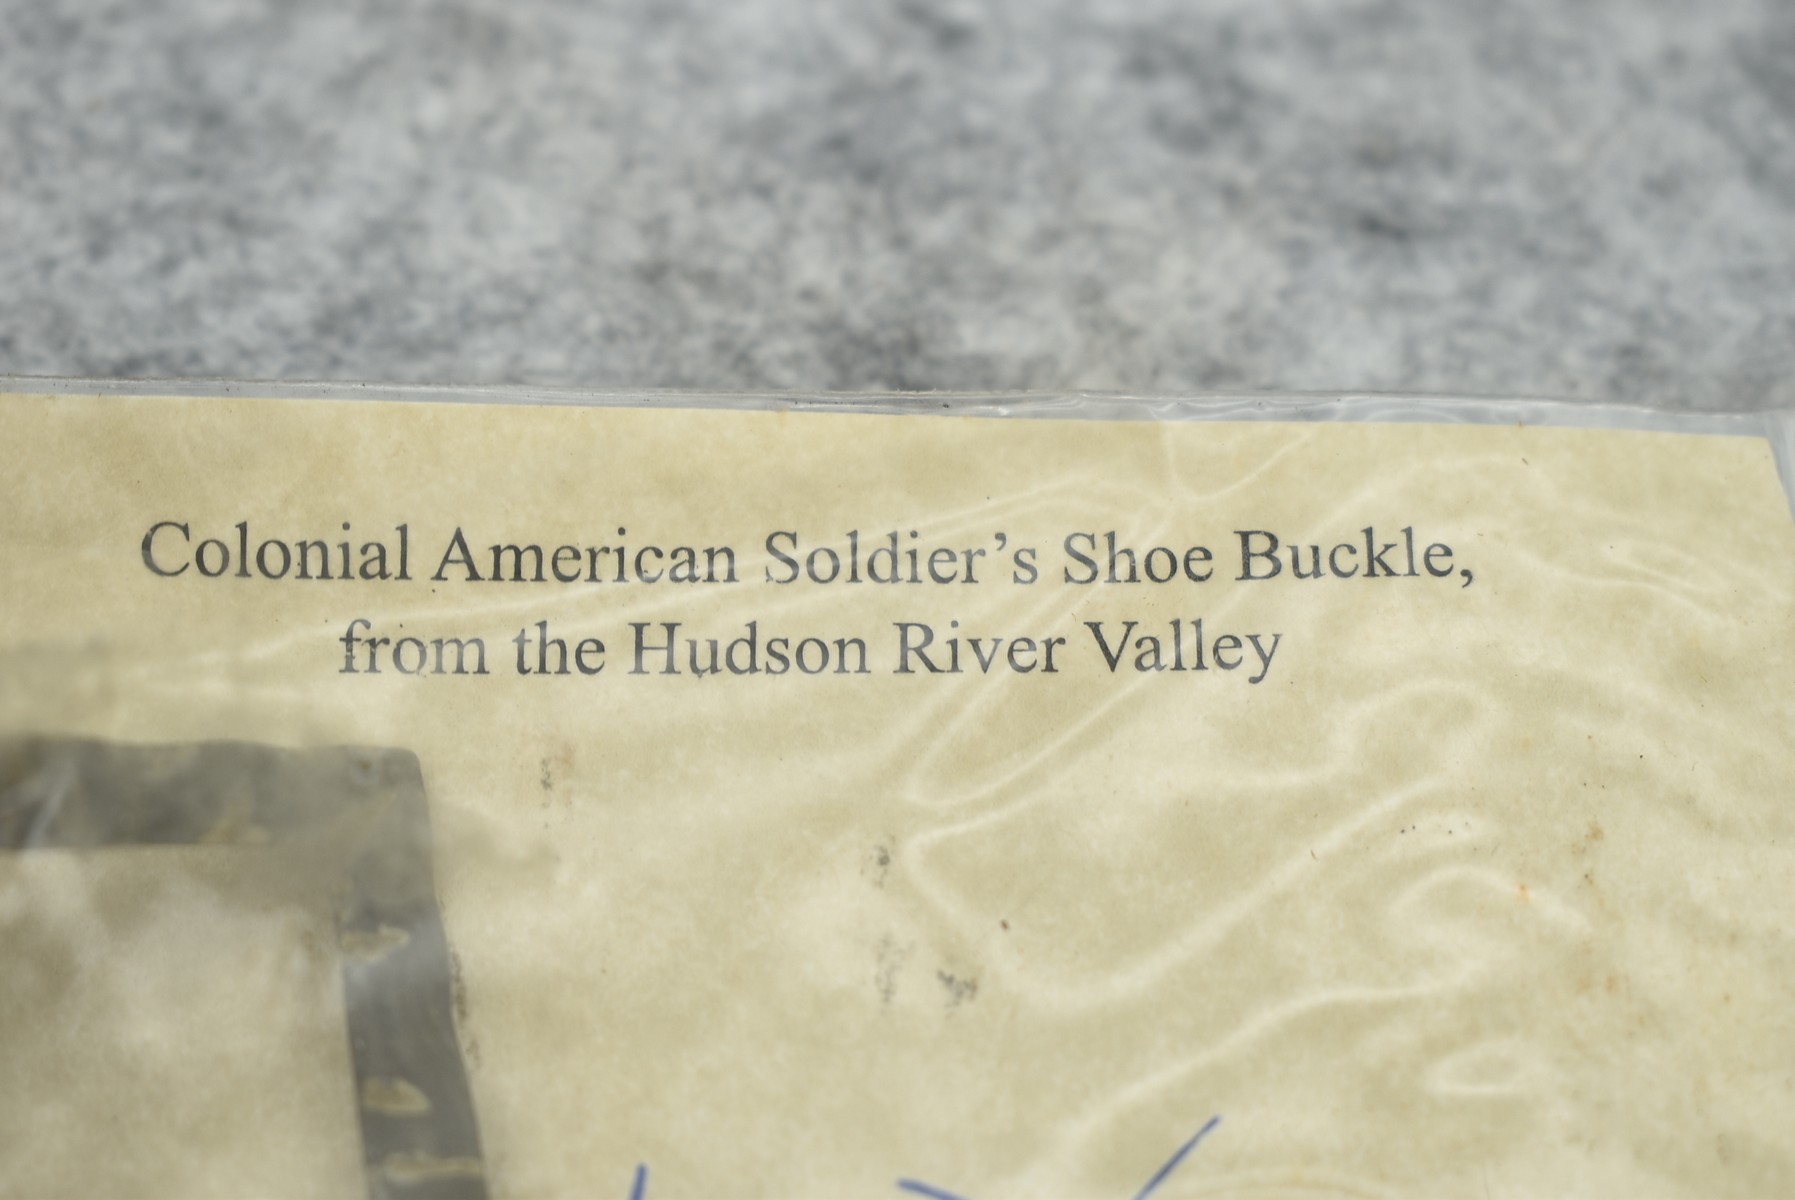 Colonial American Soldier’s Shoe Buckle,
from the Hudson River Valley